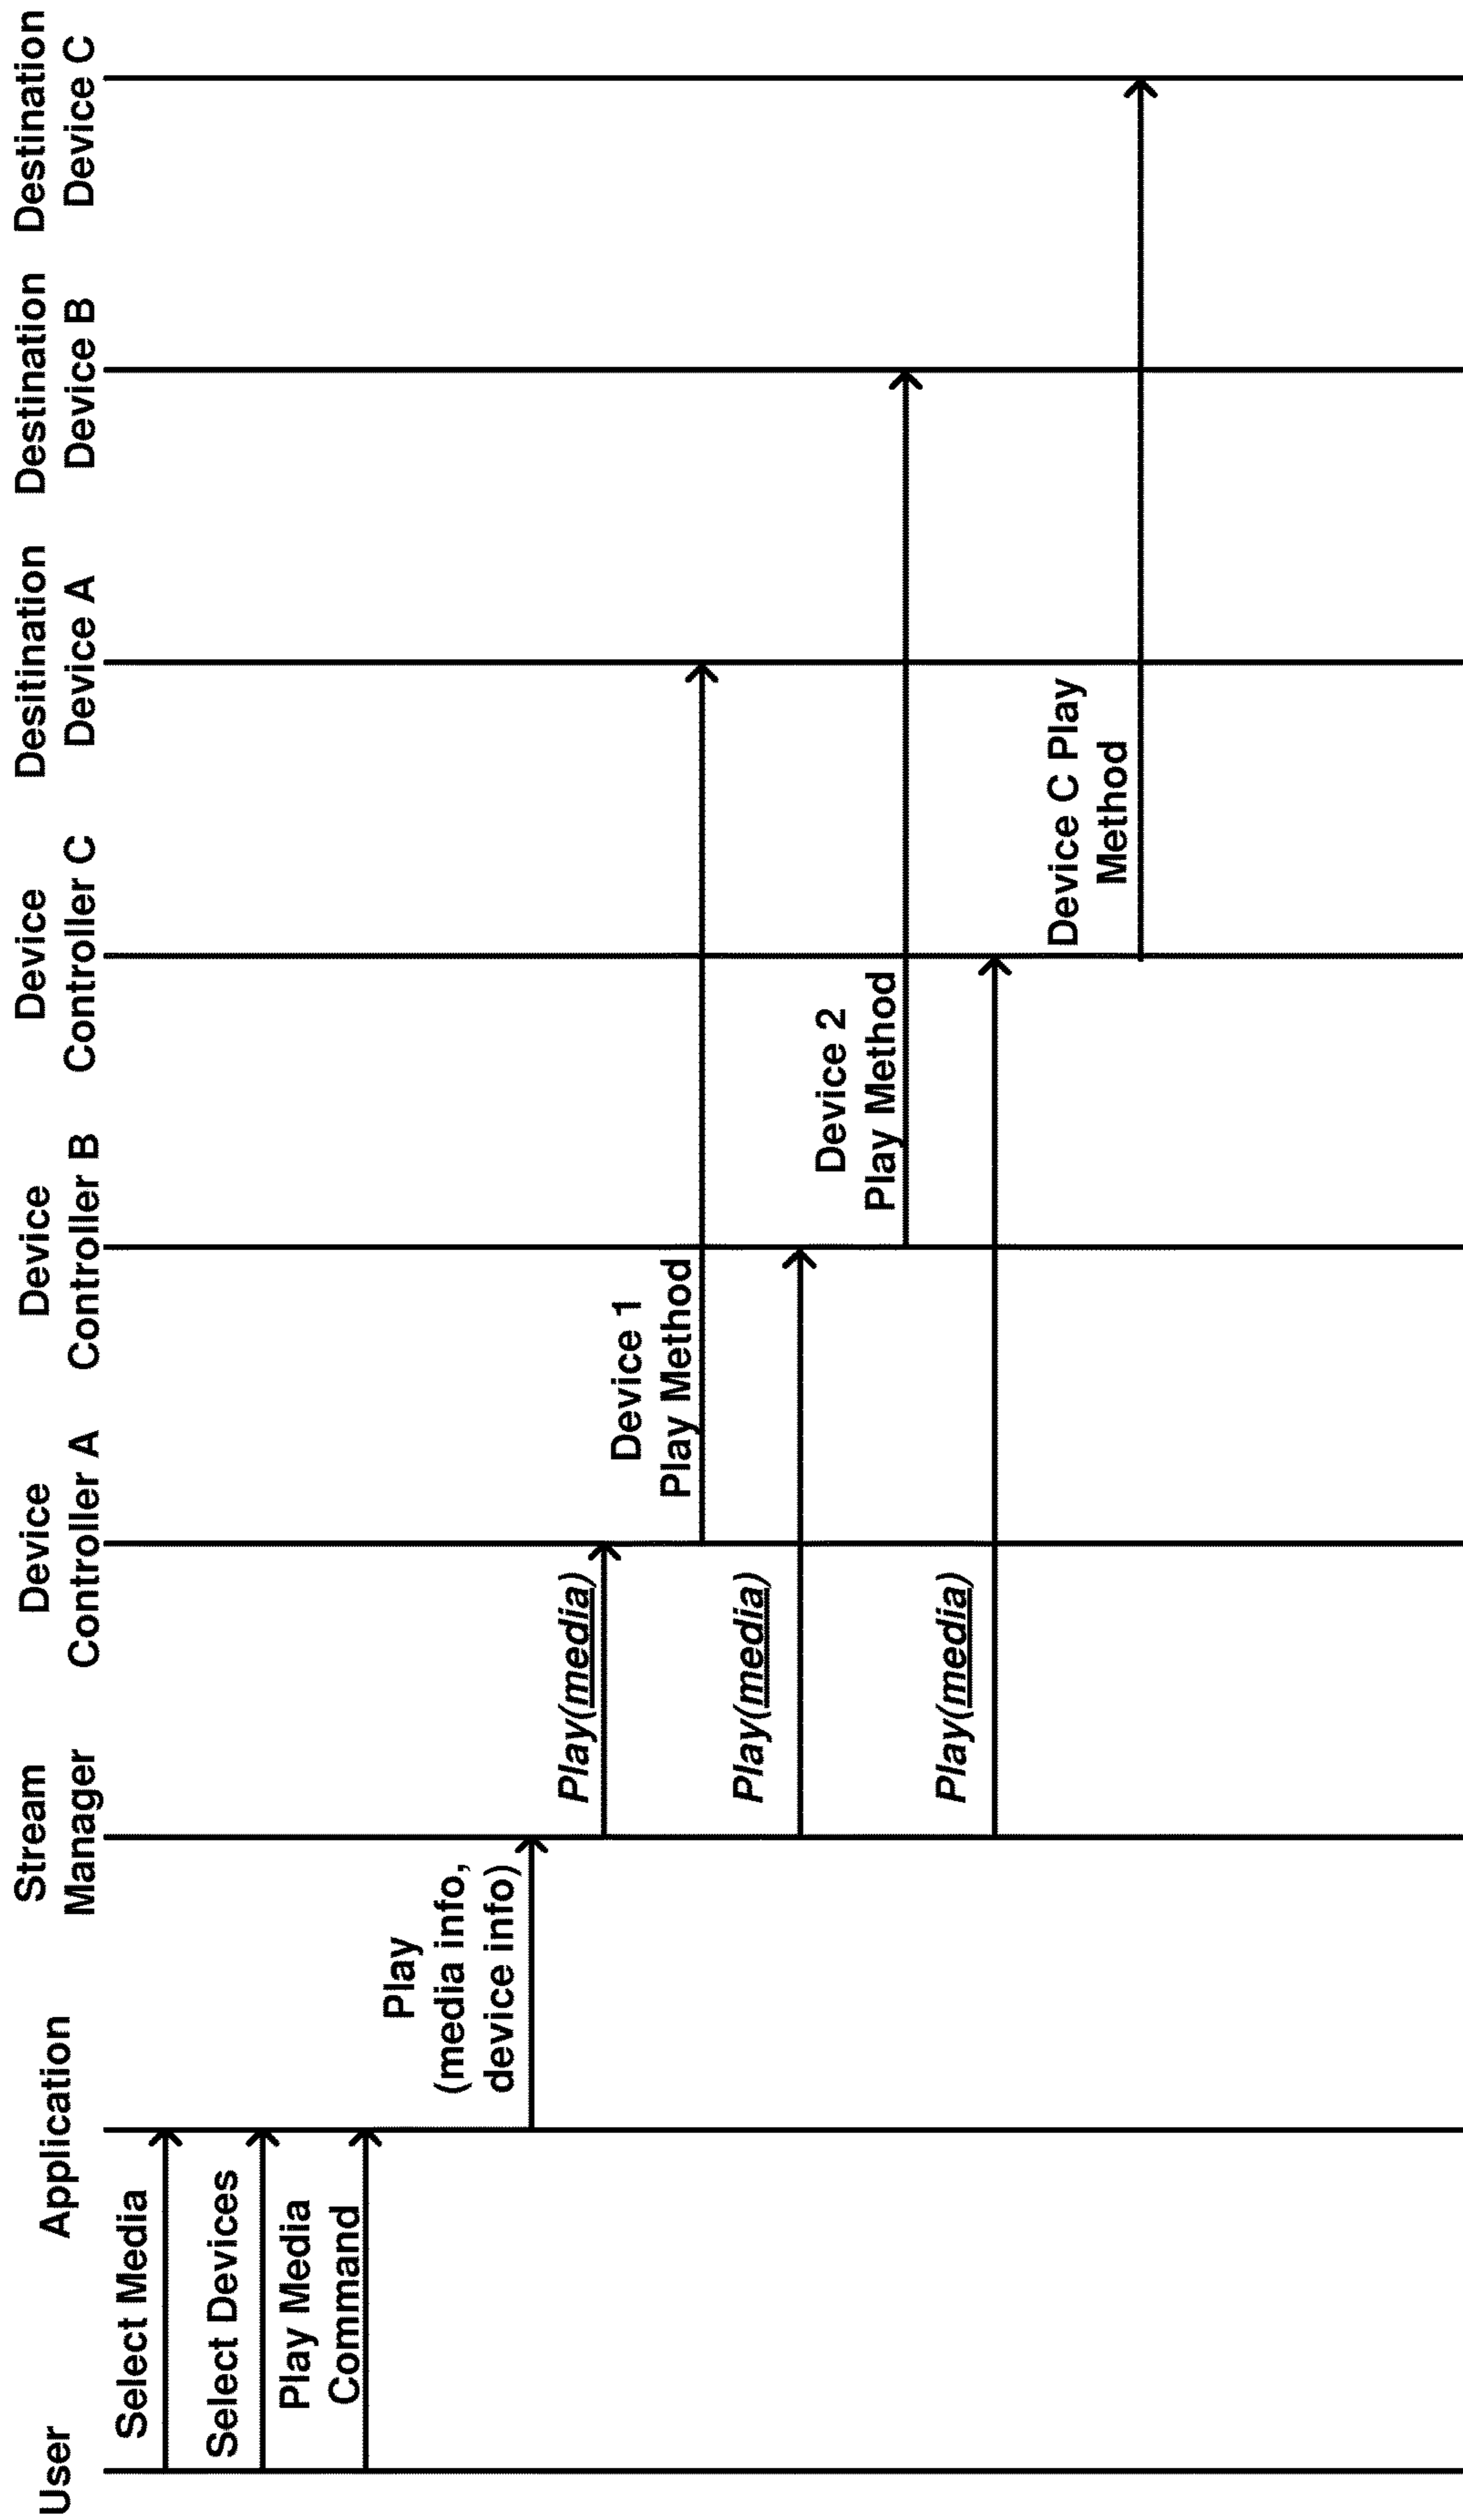 User
Application
Stream
Manager
Device
Controller A
Device
Controller B
Device
Controller C
Desitination
Device A
Destination
Device B
Destination
Device C
Select Media
Select Devices
Play Media
Command
Play
(media info,
device info)
Play(media)
Device 1
Play Method
Play(media)
Device 2
Play Method
Play(media)
Device C Play
Method